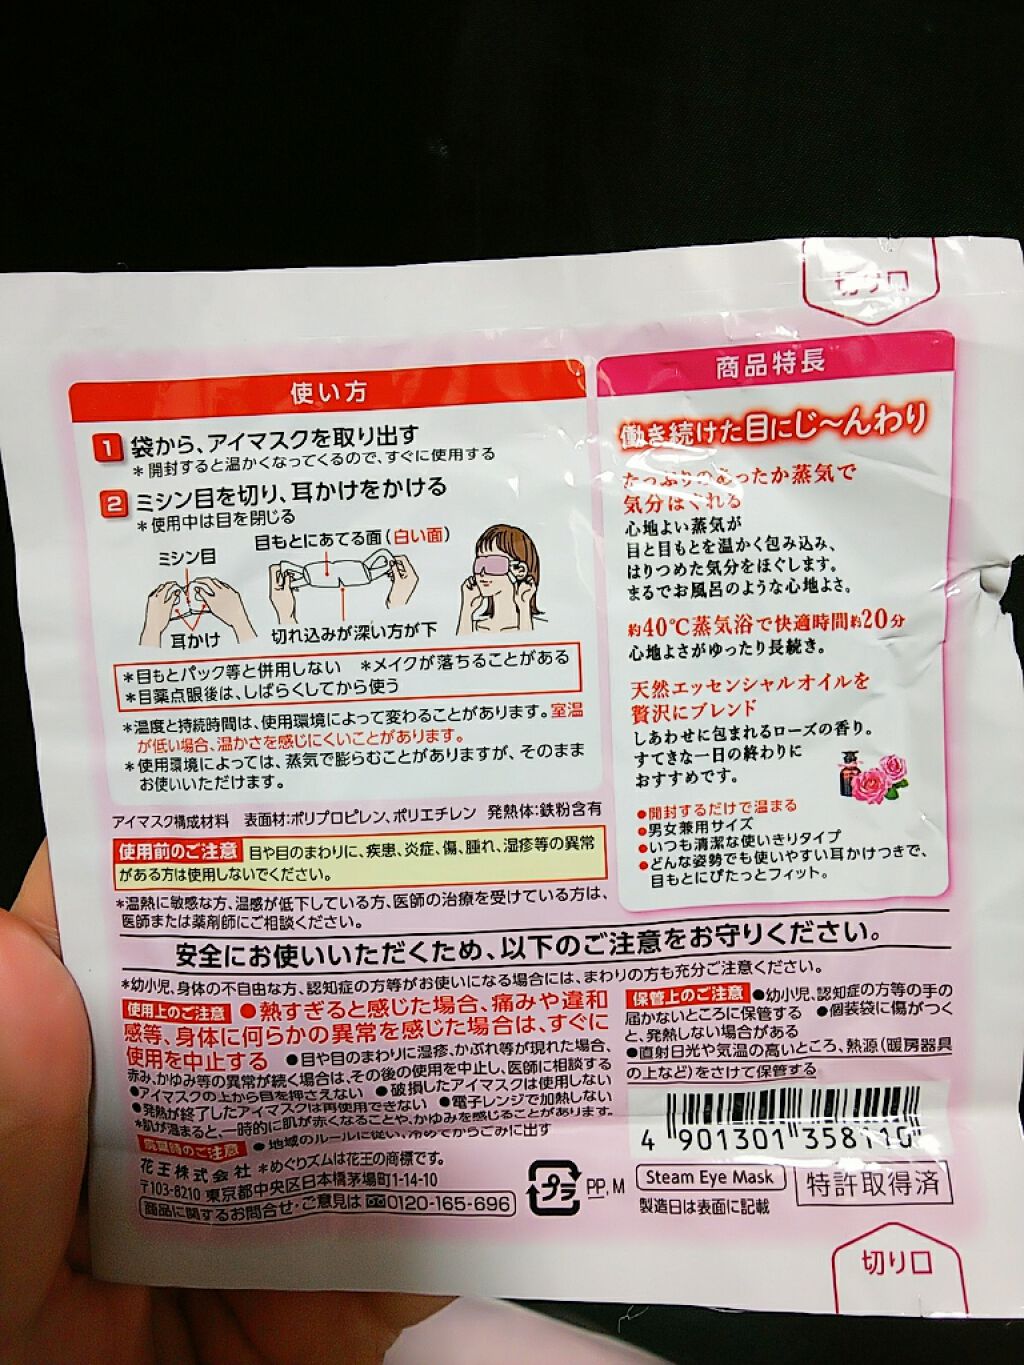 切り口
使い方
1 袋から、アイマスクを取り出す
*開封すると温かくなってくるので、すぐに使用する
2 ミシン目を切り、耳かけをかける
*使用中は目を閉じる
ミシン目
目もとにあてる面(白い面)
耳かけ
切れ込みが深い方が下
*目もとパック等と併用しない *メイクが落ちることがある
*目薬点眼後は、しばらくしてから使う
*温度と持続時間は、使用環境によって変わることがあります。室温
が低い場合、温かさを感じにくいことがあります。
*使用環境によっては、蒸気で膨らむことがありますが、そのまま
お使いいただけます。
アイマスク構成材料 表面材:ポリプロピレン、ポリエチレン 発熱体:鉄粉含有
使用前のご注意 目や目のまわりに、疾患、炎症、傷、腫れ、湿疹等の異常
がある方は使用しないでください。
*温熱に敏感な方、温感が低下している方、医師の治療を受けている方は、
医師または薬剤師にご相談ください。
商品特長
働き続けた目にじ〜んわり
たっぷりのあったか蒸気で
気分ほぐれる
心地よい蒸気が
目と目もとを温かく包み込み、
はりつめた気分をほぐします。
まるでお風呂のような心地よさ。
約40℃蒸気浴で快適時間約20分
心地よさがゆったり長続き。
天然エッセンシャルオイルを
贅沢にブレンド
しあわせに包まれるローズの香り。
すてきな一日の終わりに
おすすめです。
●開封するだけで温まる
●男女兼用サイズ
●いつも清潔な使いきりタイプ
●どんな姿勢でも使いやすい耳かけつきで、
目もとにぴたっとフィット。
安全にお使いいただくため、以下のご注意をお守りください。
*幼小児、身体の不自由な方、認知症の方等がお使いになる場合には、まわりの方も充分ご注意ください。
使用上のご注意 ●熱すぎると感じた場合、痛みや違和
感等、身体に何らかの異常を感じた場合は、すぐに
使用を中止する ●目や目のまわりに湿疹、かぶれ等が現れた場合、
赤み、かゆみ等の異常が続く場合は、その後の使用を中止し、医師に相談する
●アイマスクの上から目を押さえない ●破損したアイマスクは使用しない
●発熱が終了したアイマスクは再使用できない ●電子レンジで加熱しない
*肌が温まると、一時的に肌が赤くなることや、かゆみを感じることがあります。
廃棄時のご注意 ●地域のルールに従い、冷めてからごみに出す
花王株式会社 *めぐりズムは花王の商標です。
〒103-8210 東京都中央区日本橋茅場町1-14-10
商品に関するお問合せ・ご意見は 0120-165-696
保管上のご注意 ●幼小児、認知症の方等の手の
届かないところに保管する ●個装袋に傷がつく
と、発熱しない場合がある
●直射日光や気温の高いところ、熱源(暖房器具
の上など)をさけて保管する
4 901301 358110
プラ PP, M
Steam Eye Mask
特許取得済
製造日は表面に記載
切り口